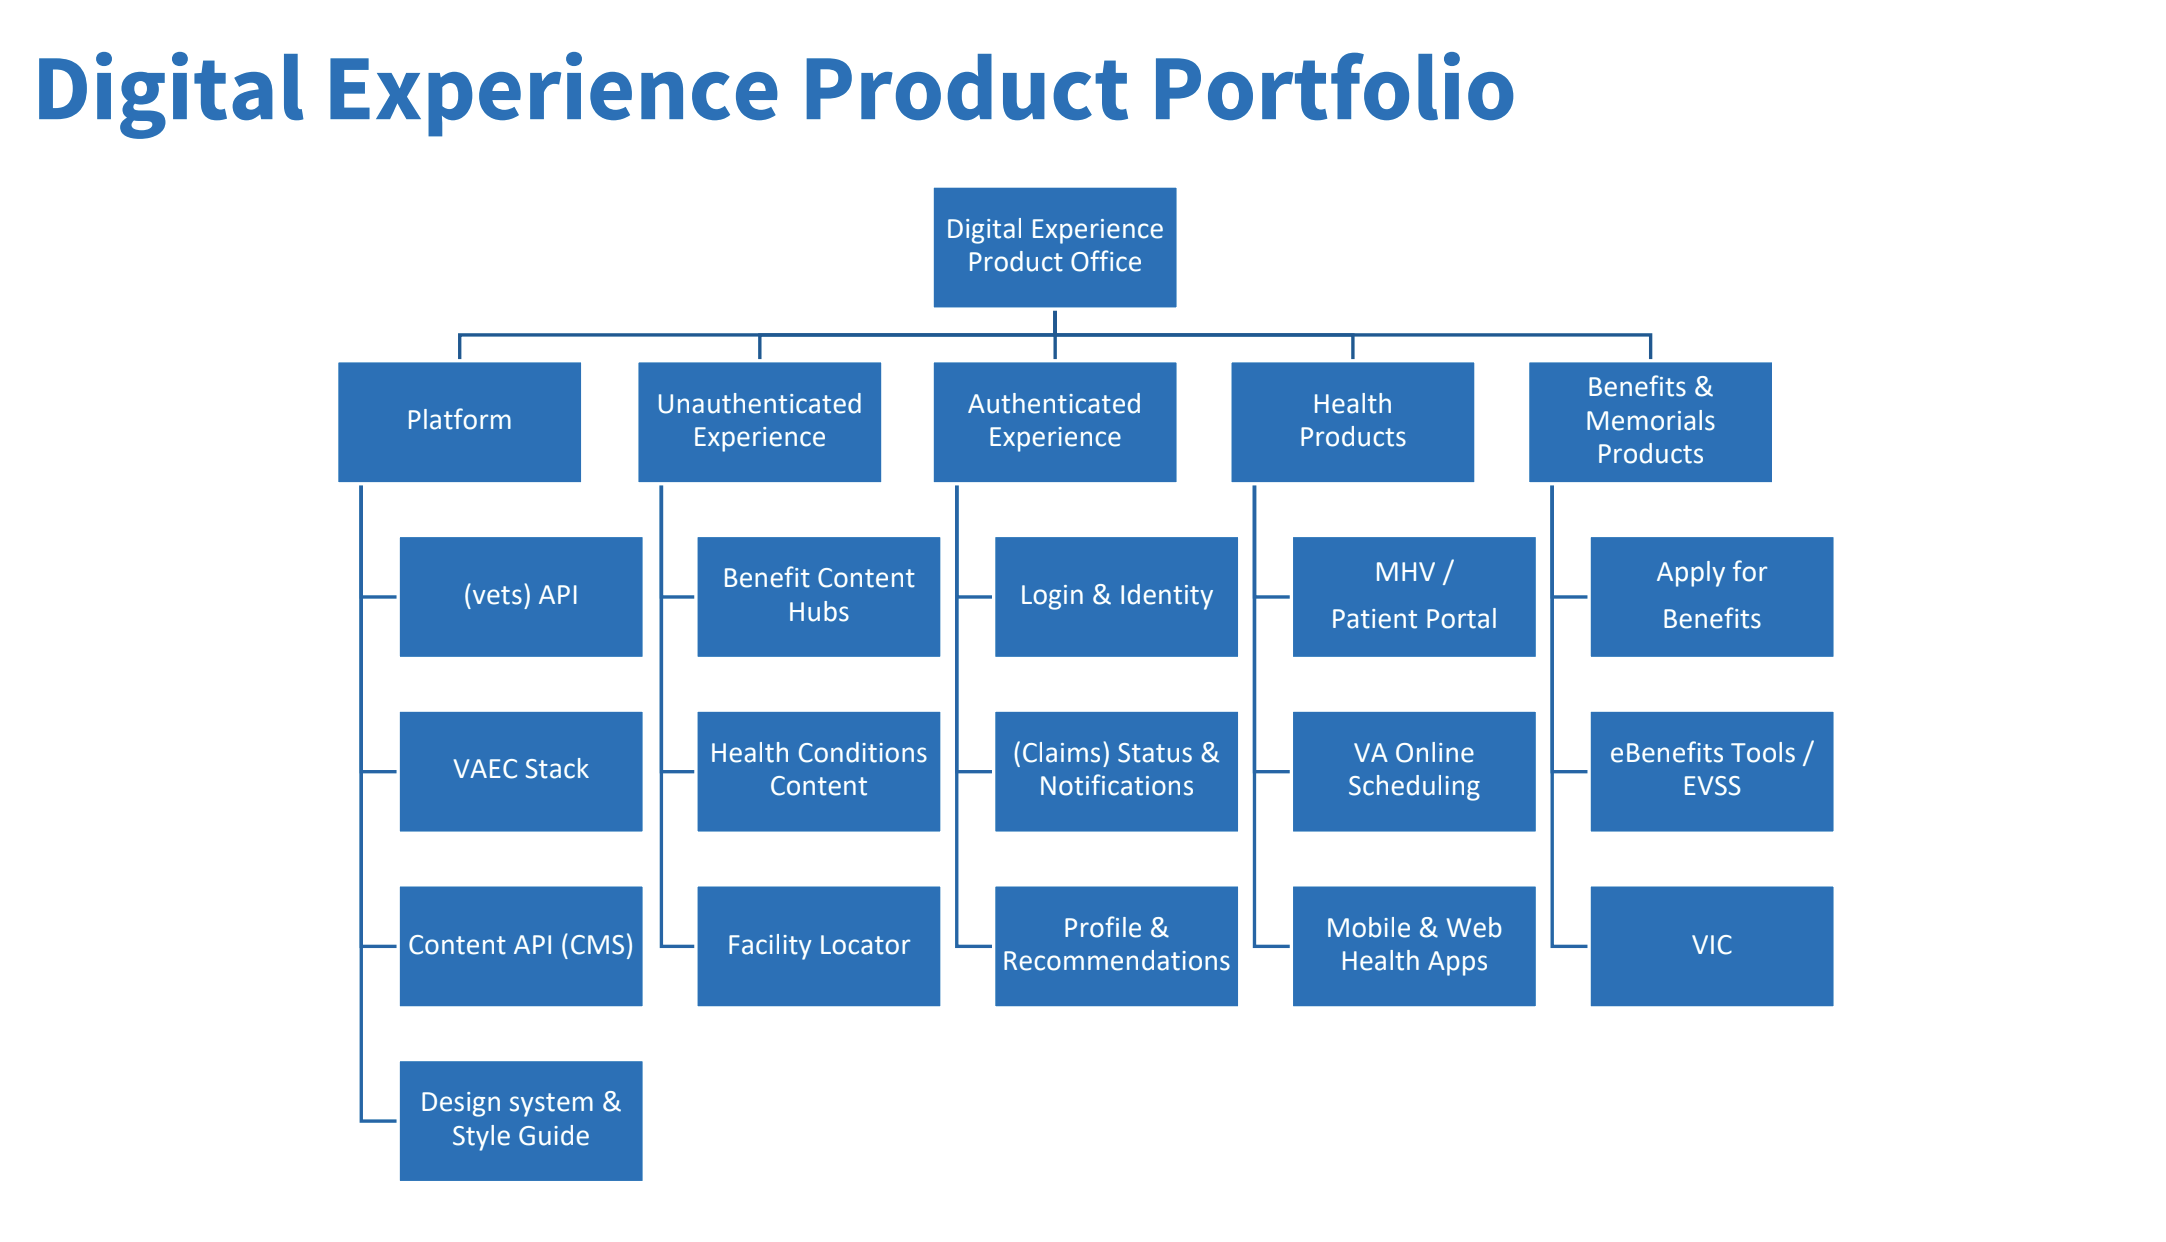 Digital Experience Product Portfolio
Digital Experience
Product Office
Platform
Unauthenticated
Experience
Authenticated
Experience
Health
Products
Benefits &
Memorials
Products
(vets) API
VAEC Stack
Content API (CMS)
Design system &
Style Guide
Benefit Content
Hubs
Health Conditions
Content
Facility Locator
Login & Identity
(Claims) Status &
Notifications
Profile &
Recommendations
MHV /
Patient Portal
VA Online
Scheduling
Mobile & Web
Health Apps
Apply for
Benefits
eBenefits Tools /
EVSS
VIC